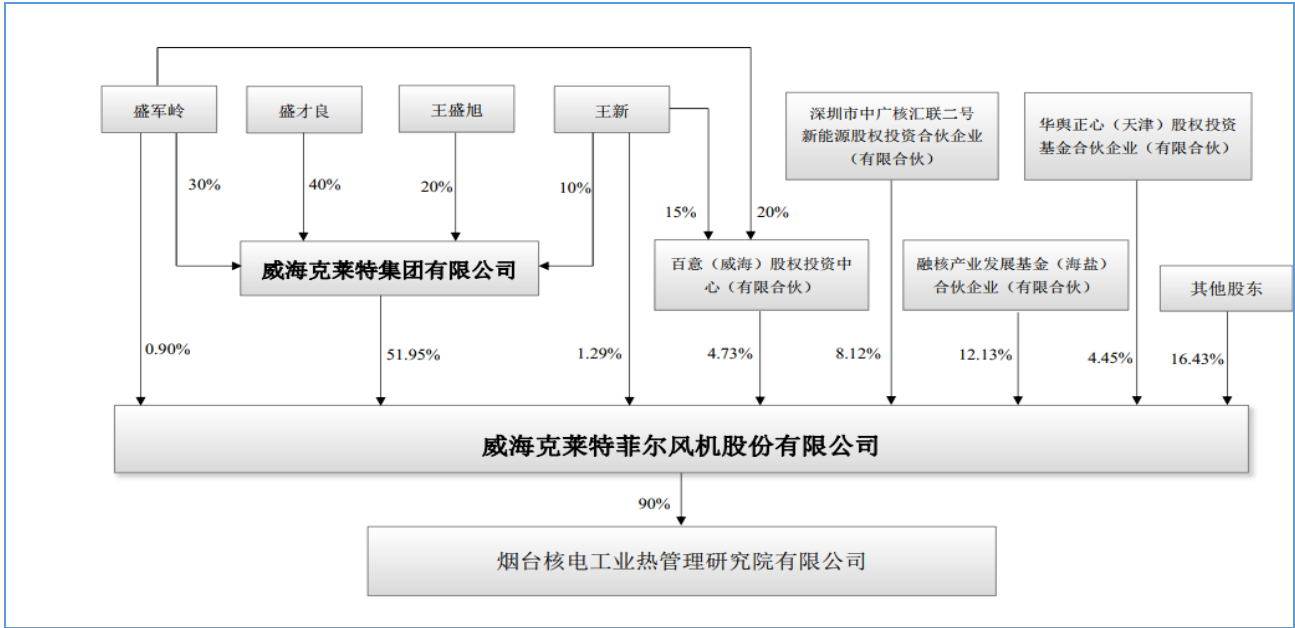 盛军岭
盛才良
王盛旭
王新
深圳市中广核汇联二号
新能源股权投资合伙企业
（有限合伙）
华舆正心（天津）股权投资
基金合伙企业（有限合伙）
30%
40%
20%
10%
15%
20%
威海克莱特集团有限公司
百意（威海）股权投资中
心（有限合伙）
融核产业发展基金（海盐）
合伙企业（有限合伙）
其他股东
0.90%
51.95%
1.29%
4.73%
8.12%
12.13%
4.45%
16.43%
威海克莱特菲尔风机股份有限公司
90%
烟台核电工业热管理研究院有限公司